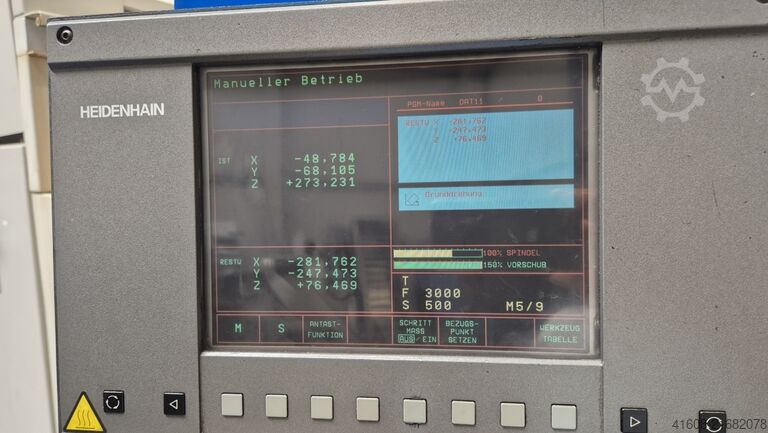 HEIDENHAIN
Manueller Betrieb
PGM-Name DAT11 / 0
RESTW X -281,762
Y -247,473
Z +76,469
IST X -48,784
Y -68,105
Z +273,231
Grunddrehung
RESTW X -281,762
Y -247,473
Z +76,469
100% SPINDEL
150% VORSCHUB
T
F 3000
S 500 M5/9
M
S
ANTAST-
FUNKTION
SCHRITT
MASS
AUS/EIN
BEZUGS-
PUNKT
SETZEN
WERKZEUG
TABELLE